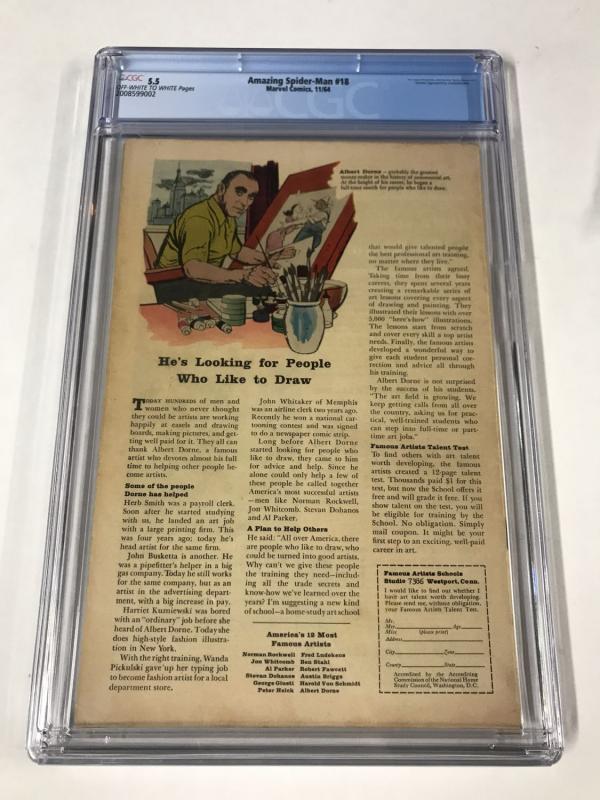 CGC 5.5
OFF-WHITE TO WHITE Pages
2008599002
Amazing Spider-Man #18
Marvel Comics, 11/64
CGC
Albert Dorne – probably the greatest
money-maker in the history of commercial art.
At the height of his career, he began a
full-time search for people who like to draw.
He's Looking for People
Who Like to Draw
TODAY HUNDREDS of men and
women who never thought
they could be artists are working
happily at easels and drawing
boards, making pictures, and get-
ting well paid for it. They all can
thank Albert Dorne, a famous
artist who devotes almost his full
time to helping other people be-
come artists.
Some of the people
Dorne has helped
Herb Smith was a payroll clerk.
Soon after he started studying
with us, he landed an art job
with a large printing firm. This
was four years ago; today he's
head artist for the same firm.
John Busketta is another. He
was a pipefitter's helper in a big
gas company. Today he still works
for the same company, but as an
artist in the advertising depart-
ment, with a big increase in pay.
Harriet Kuzniewski was bored
with an "ordinary" job before she
heard of Albert Dorne. Today she
does high-style fashion illustra-
tion in New York.
With the right training, Wanda
Pickulski gave up her typing job
to become fashion artist for a local
department store.
John Whitaker of Memphis
was an airline clerk two years ago.
Recently he won a national car-
tooning contest and was signed
to do a newspaper comic strip.
Long before Albert Dorne
started looking for people who
like to draw, they came to him
for advice and help. Since he
alone could only help a few of
these people he called together
America's most successful artists
—men like Norman Rockwell,
Jon Whitcomb, Stevan Dohanos
and Al Parker.
A Plan to Help Others
He said: "All over America, there
are people who like to draw, who
could be turned into good artists.
Why can't we give these people
the training they need—includ-
ing all the trade secrets and
know-how we've learned over the
years? I'm suggesting a new kind
of school—a home-study art school
America's 12 Most
Famous Artists
Norman Rockwell Fred Ludekens
Jon Whitcomb Ben Stahl
Al Parker Robert Fawcett
Stevan Dohanos Austin Briggs
George Giusti Harold Von Schmidt
Peter Helck Albert Dorne
that would give talented people
the best professional art training,
no matter where they live."
The famous artists agreed.
Taking time from their busy
careers, they spent several years
creating a remarkable series of
art lessons covering every aspect
of drawing and painting. They
illustrated their lessons with over
5,000 "here's-how" illustrations.
The lessons start from scratch
and cover every skill a top artist
needs. Finally, the famous artists
developed a wonderful way to
give each student personal cor-
rection and advice all through
his training.
Albert Dorne is not surprised
by the success of his students.
"The art field is growing. We
keep getting calls from all over
the country, asking us for prac-
tical, well-trained students who
can step into full-time or part-
time art jobs."
Famous Artists Talent Test
To find others with art talent
worth developing, the famous
artists created a 12-page talent
test. Thousands paid $1 for this
test, but now the School offers it
free and will grade it free. If you
show talent on the test, you will
be eligible for training by the
School. No obligation. Simply
mail coupon. It might be your
first step to an exciting, well-paid
career in art.
Famous Artists Schools
Studio 7386 Westport, Conn.
I would like to find out whether I
have art talent worth developing.
Please send me, without obligation,
your Famous Artists Talent Test.
Mr.
Mrs. Age
Miss (please print)
Address
City Zone
County State
Accredited by the Accrediting
Commission of the National Home
Study Council, Washington, D.C.